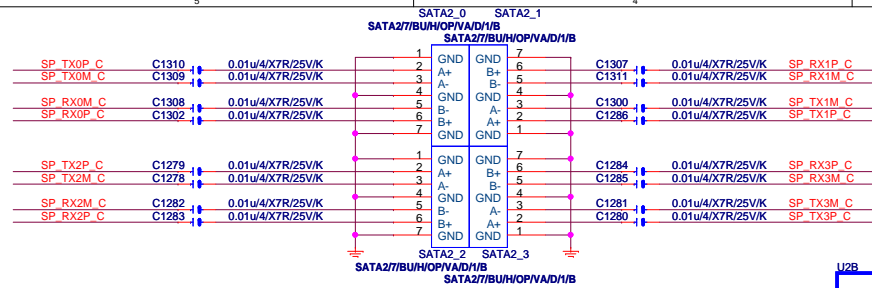 5 4
SATA2_0 SATA2_1
SATA2/7/BU/H/OP/VA/D/1/B
SATA2/7/BU/H/OP/VA/D/1/B
1 GND GND 7
SP_TX0P_C C1310 0.01u/4/X7R/25V/K 2 A+ B+ 6 C1307 0.01u/4/X7R/25V/K SP_RX1P_C
SP_TX0M_C C1309 0.01u/4/X7R/25V/K 3 A- B- 5 C1311 0.01u/4/X7R/25V/K SP_RX1M_C
4 GND GND 4
SP_RX0M_C C1308 0.01u/4/X7R/25V/K 5 B- A- 3 C1300 0.01u/4/X7R/25V/K SP_TX1M_C
SP_RX0P_C C1302 0.01u/4/X7R/25V/K 6 B+ A+ 2 C1286 0.01u/4/X7R/25V/K SP_TX1P_C
7 GND GND 1
1 GND GND 7
SP_TX2P_C C1279 0.01u/4/X7R/25V/K 2 A+ B+ 6 C1284 0.01u/4/X7R/25V/K SP_RX3P_C
SP_TX2M_C C1278 0.01u/4/X7R/25V/K 3 A- B- 5 C1285 0.01u/4/X7R/25V/K SP_RX3M_C
4 GND GND 4
SP_RX2M_C C1282 0.01u/4/X7R/25V/K 5 B- A- 3 C1281 0.01u/4/X7R/25V/K SP_TX3M_C
SP_RX2P_C C1283 0.01u/4/X7R/25V/K 6 B+ A+ 2 C1280 0.01u/4/X7R/25V/K SP_TX3P_C
7 GND GND 1
SATA2_2 SATA2_3
SATA2/7/BU/H/OP/VA/D/1/B
SATA2/7/BU/H/OP/VA/D/1/B
U2B